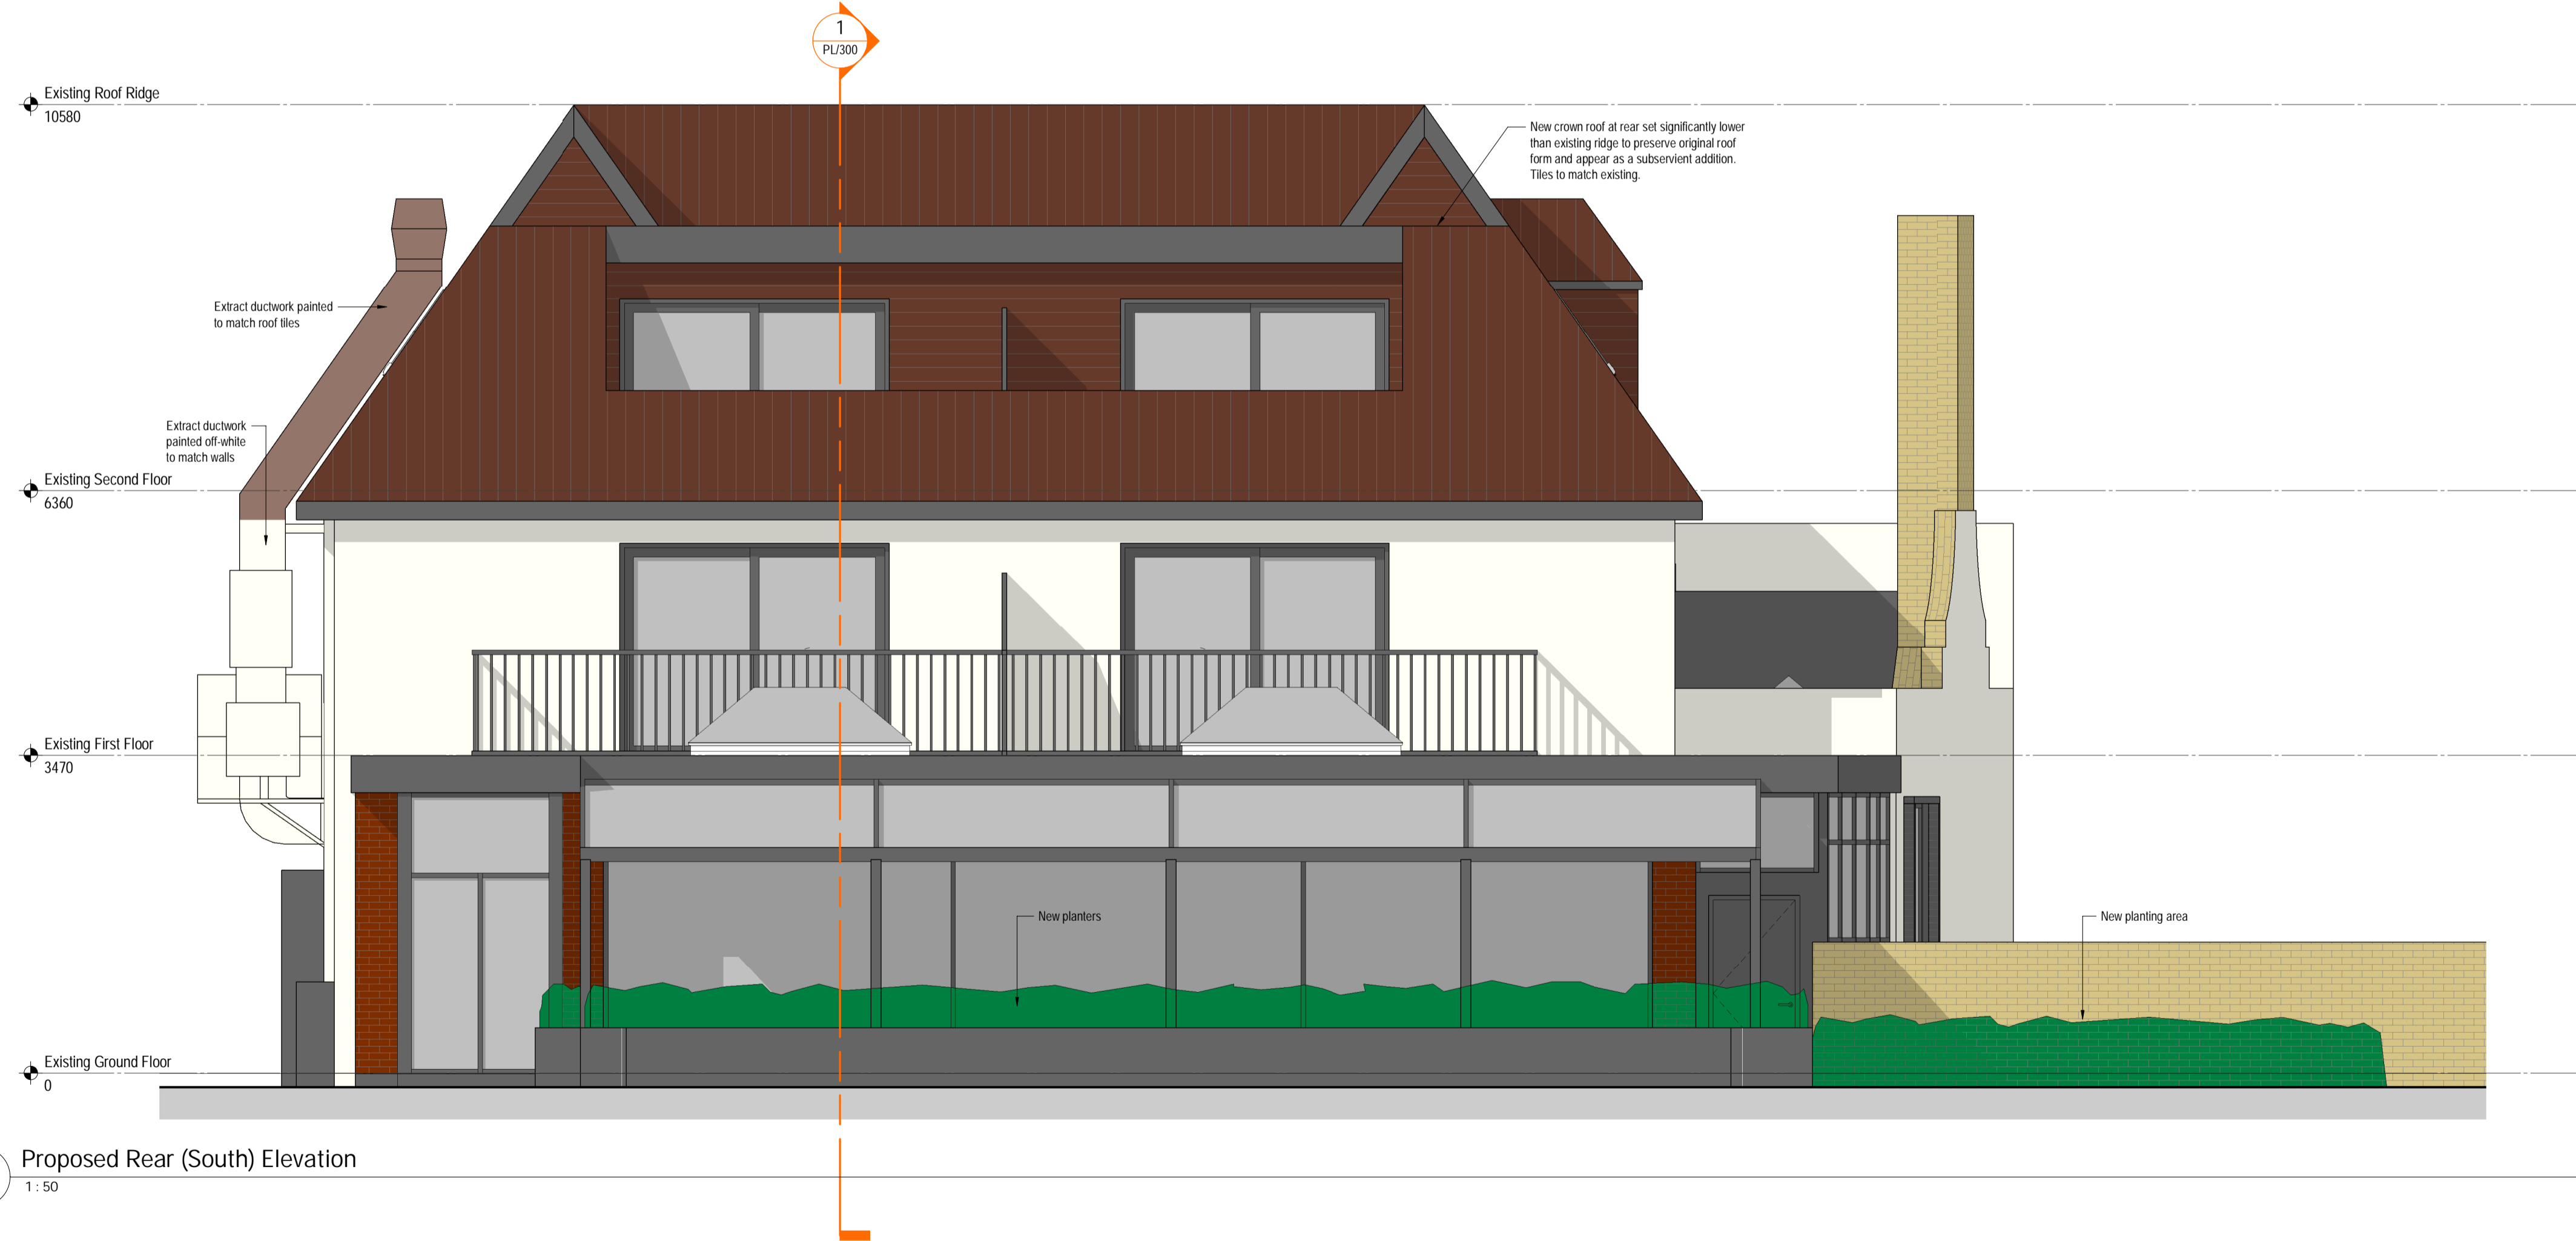 1
PL/300
Existing Roof Ridge
10580
New crown roof at rear set significantly lower
than existing ridge to preserve original roof
form and appear as a subservient addition.
Tiles to match existing.
Extract ductwork painted
to match roof tiles
Extract ductwork
painted off-white
to match walls
Existing Second Floor
6360
Existing First Floor
3470
New planters
New planting area
Existing Ground Floor
0
Proposed Rear (South) Elevation
1 : 50